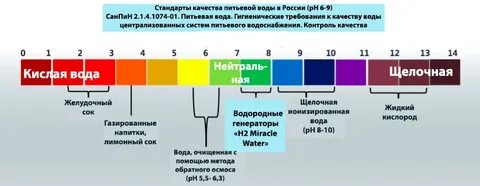 Стандарты качества питьевой воды в России (рН 6-9)
СанПиН 2.1.4.1074-01. Питьевая вода. Гигиенические требования к качеству воды
централизованных систем питьевого водоснабжения. Контроль качества
0 1 2 3 4 5 6 7 8 9 10 11 12 13 14
Кислая вода
Нейтраль-
ная
Щелочная
Желудочный
сок
Газированные
напитки,
лимонный сок
Вода, очищенная с
помощью метода
обратного осмоса
(рН 5,5- 6,3)
Водородные
генераторы
«H2 Miracle
Water»
Щелочная
ионизированная
вода
(рН 8-10)
Жидкий
кислород